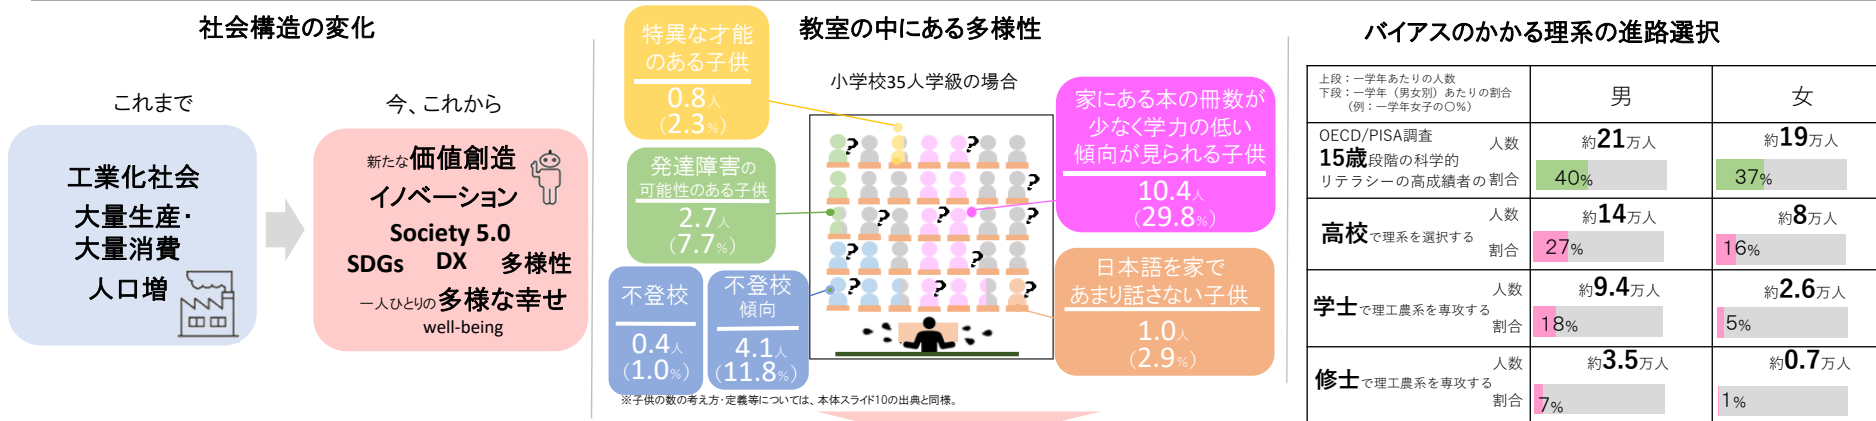 社会構造の変化
これまで
工業化社会
大量生産・
大量消費
人口増
今、これから
新たな価値創造
イノベーション
Society 5.0
SDGs DX 多様性
一人ひとりの多様な幸せ
well-being
教室の中にある多様性
小学校35人学級の場合
特異な才能
のある子供
0.8人
(2.3%)
発達障害の
可能性のある子供
2.7人
(7.7%)
不登校
0.4人
(1.0%)
不登校
傾向
4.1人
(11.8%)
家にある本の冊数が
少なく学力の低い
傾向が見られる子供
10.4人
(29.8%)
日本語を家で
あまり話さない子供
1.0人
(2.9%)
?
?
?
?
?
?
?
?
?
?
?
?
※子供の数の考え方・定義等については、本体スライド10の出典と同様。
バイアスのかかる理系の進路選択
上段：一学年あたりの人数
下段：一学年（男女別）あたりの割合
（例：一学年女子の〇%）
男
女
OECD/PISA調査
15歳段階の科学的
リテラシーの高成績者の
人数
割合
約21万人
40%
約19万人
37%
高校で理系を選択する
人数
割合
約14万人
27%
約8万人
16%
学士で理工農系を専攻する
人数
割合
約9.4万人
18%
約2.6万人
5%
修士で理工農系を専攻する
人数
割合
約3.5万人
7%
約0.7万人
1%